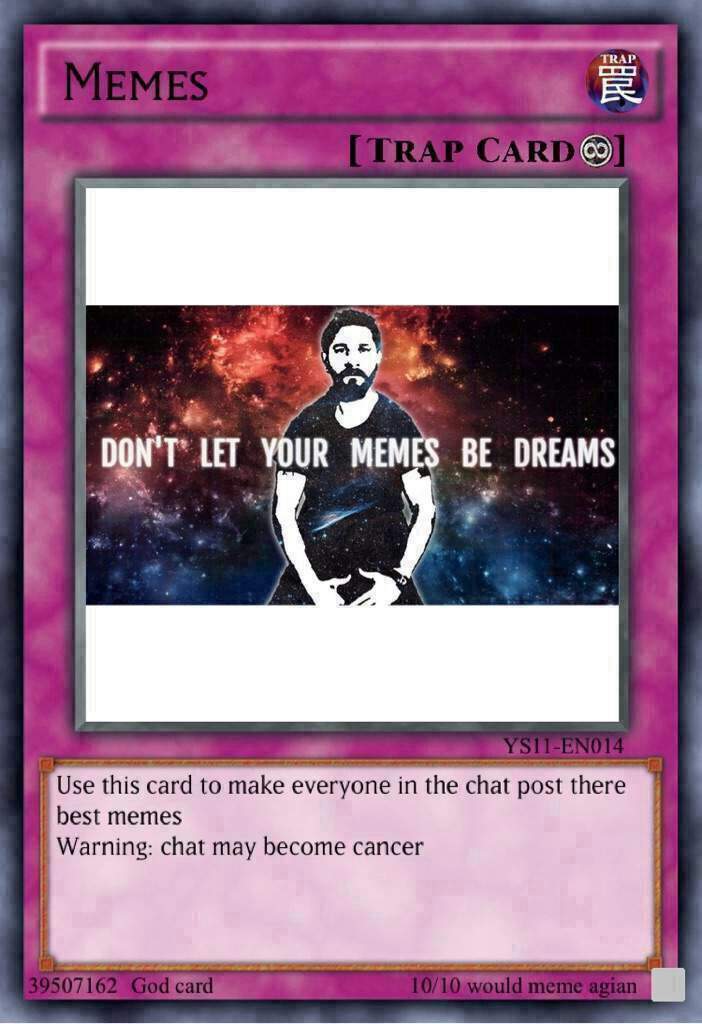 MEMES
TRAP
罠
[TRAP CARD♾]
DON'T LET YOUR MEMES BE DREAMS
YS11-EN014
Use this card to make everyone in the chat post there
best memes
Warning: chat may become cancer
39507162 God card
10/10 would meme agian